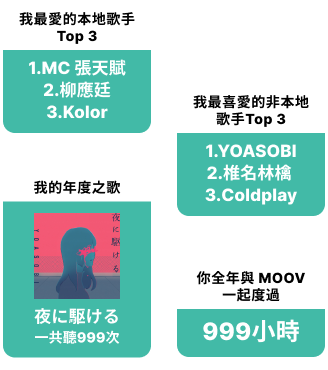 我最愛的本地歌手
Top 3
1.MC 張天賦
2.柳應廷
3.Kolor
我最喜愛的非本地
歌手Top 3
1.YOASOBI
2.椎名林檎
3.Coldplay
我的年度之歌
夜に駆ける
YOASOBI
夜に駆ける
一共聽999次
你全年與 MOOV
一起度過
999小時